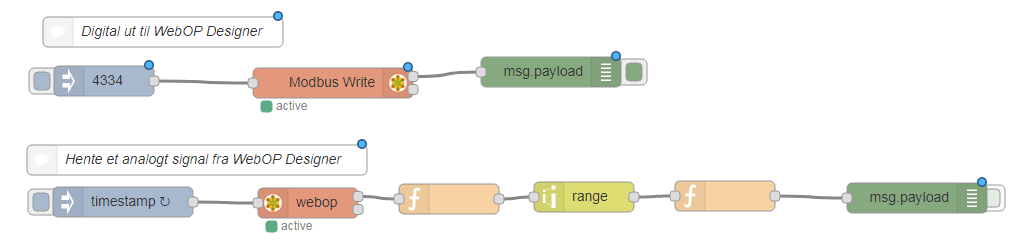 Digital ut til WebOP Designer
4334
Modbus Write
msg.payload
active
Hente et analogt signal fra WebOP Designer
timestamp ↻
webop
f
range
f
msg.payload
active